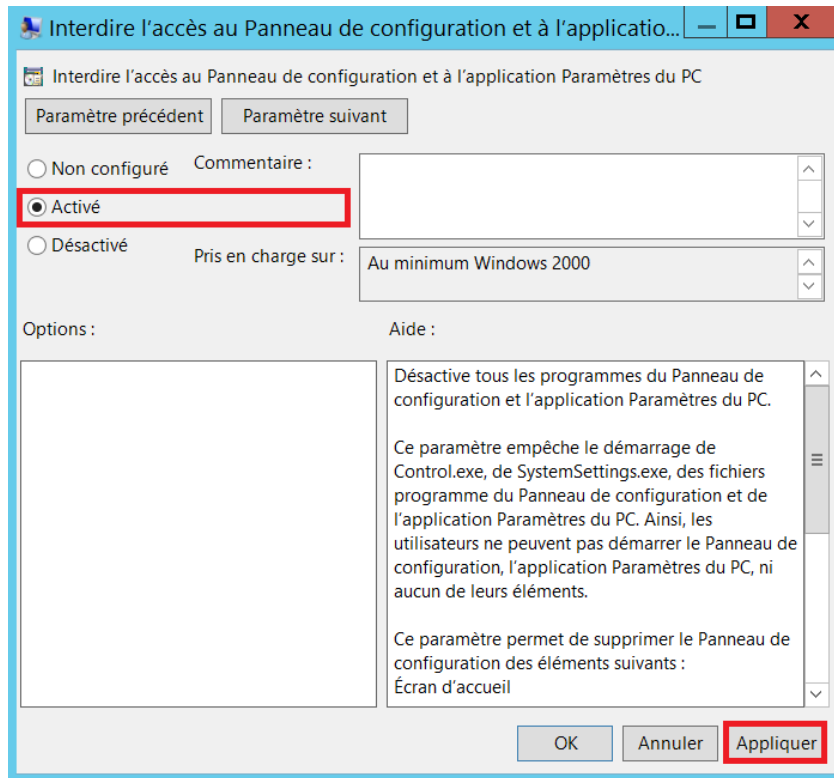 Interdire l'accès au Panneau de configuration et à l'applicatio...
Interdire l'accès au Panneau de configuration et à l'application Paramètres du PC
Paramètre précédent
Paramètre suivant
Non configuré
Commentaire :
Activé
Désactivé
Pris en charge sur :
Au minimum Windows 2000
Options :
Aide :
Désactive tous les programmes du Panneau de
configuration et l'application Paramètres du PC.
Ce paramètre empêche le démarrage de
Control.exe, de SystemSettings.exe, des fichiers
programme du Panneau de configuration et de
l'application Paramètres du PC. Ainsi, les
utilisateurs ne peuvent pas démarrer le Panneau de
configuration, l'application Paramètres du PC, ni
aucun de leurs éléments.
Ce paramètre permet de supprimer le Panneau de
configuration des éléments suivants :
Écran d'accueil
OK
Annuler
Appliquer